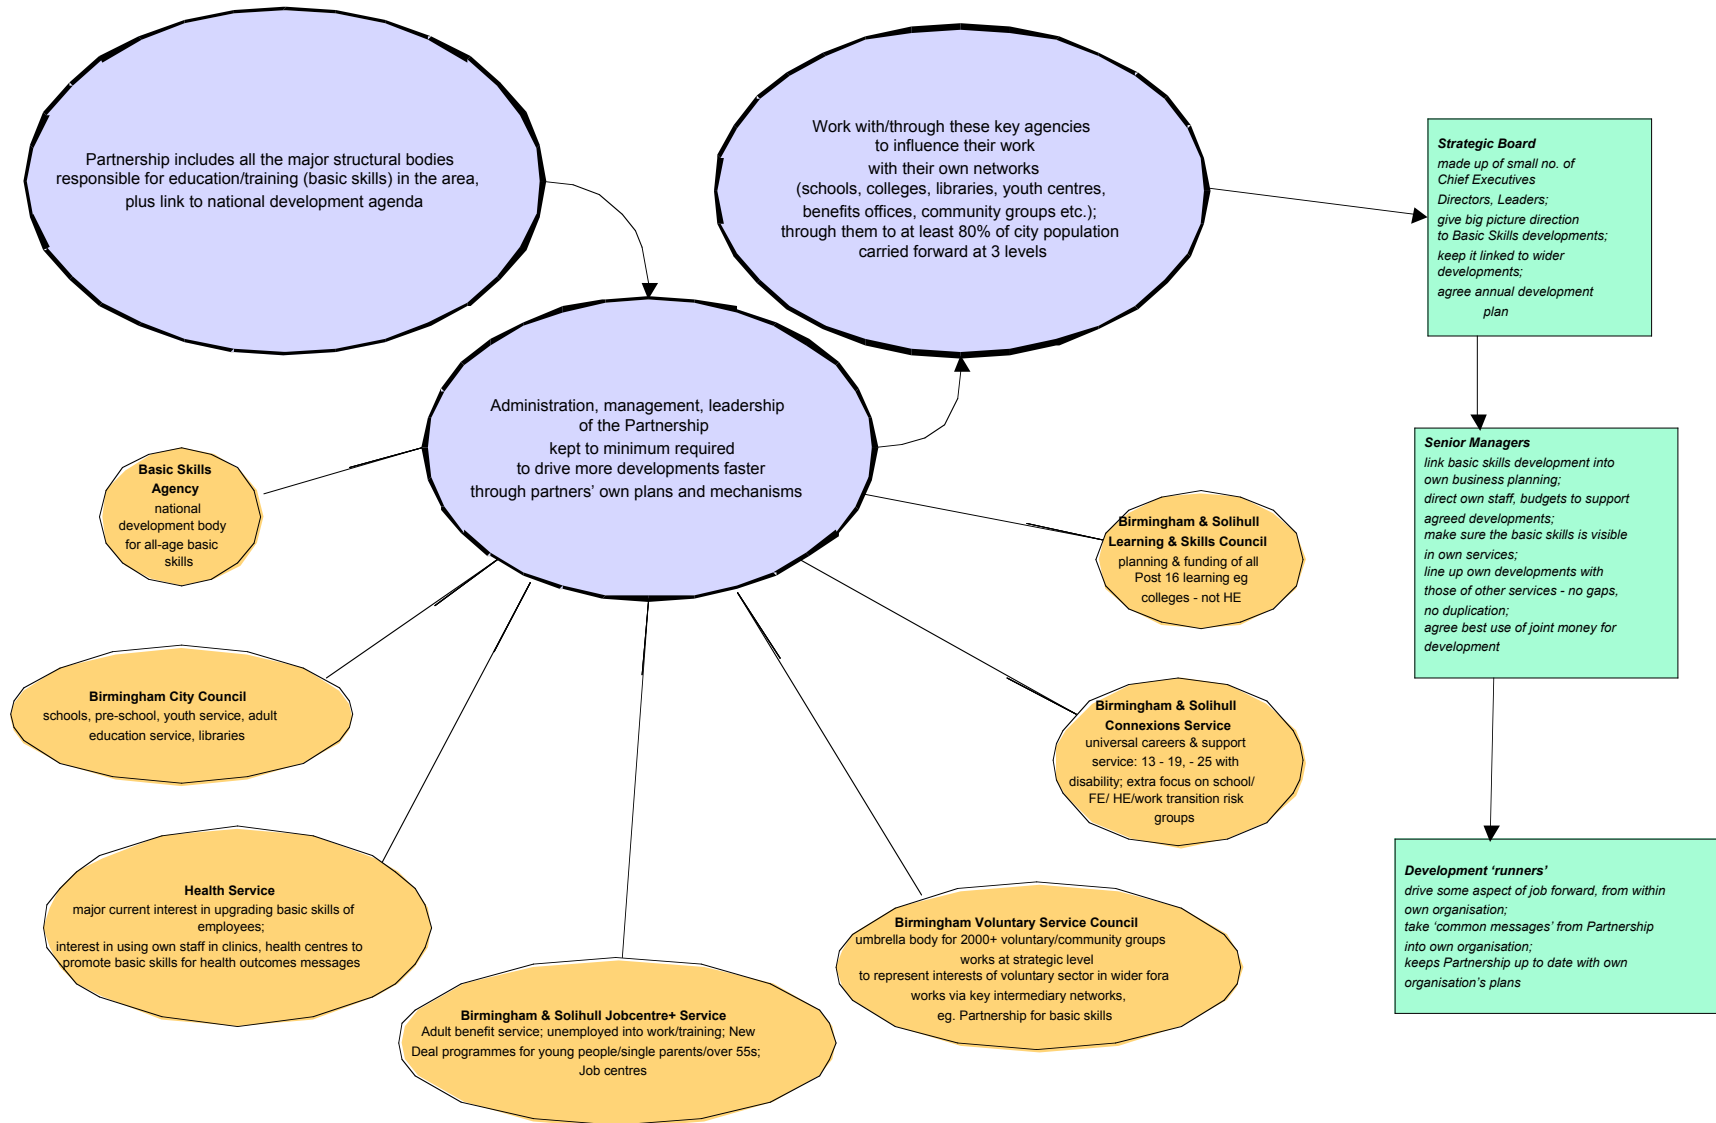 Partnership includes all the major structural bodies
responsible for education/training (basic skills) in the area,
plus link to national development agenda
Work with/through these key agencies
to influence their work
with their own networks
(schools, colleges, libraries, youth centres,
benefits offices, community groups etc.);
through them to at least 80% of city population
carried forward at 3 levels
Strategic Board
made up of small no. of
Chief Executives
Directors, Leaders;
give big picture direction
to Basic Skills developments;
keep it linked to wider
developments;
agree annual development
plan
Administration, management, leadership
of the Partnership
kept to minimum required
to drive more developments faster
through partners’ own plans and mechanisms
Senior Managers
link basic skills development into
own business planning;
direct own staff, budgets to support
agreed developments;
make sure the basic skills is visible
in own services;
line up own developments with
those of other services - no gaps,
no duplication;
agree best use of joint money for
development
Basic Skills
Agency
national
development body
for all-age basic
skills
Birmingham & Solihull
Learning & Skills Council
planning & funding of all
Post 16 learning eg
colleges - not HE
Birmingham City Council
schools, pre-school, youth service, adult
education service, libraries
Birmingham & Solihull
Connexions Service
universal careers & support
service: 13 - 19, - 25 with
disability; extra focus on school/
FE/ HE/work transition risk
groups
Health Service
major current interest in upgrading basic skills of
employees;
interest in using own staff in clinics, health centres to
promote basic skills for health outcomes messages
Birmingham Voluntary Service Council
umbrella body for 2000+ voluntary/community groups
works at strategic level
to represent interests of voluntary sector in wider fora
works via key intermediary networks,
eg. Partnership for basic skills
Development ‘runners’
drive some aspect of job forward, from within
own organisation;
take ‘common messages’ from Partnership
into own organisation;
keeps Partnership up to date with own
organisation’s plans
Birmingham & Solihull Jobcentre+ Service
Adult benefit service; unemployed into work/training; New
Deal programmes for young people/single parents/over 55s;
Job centres